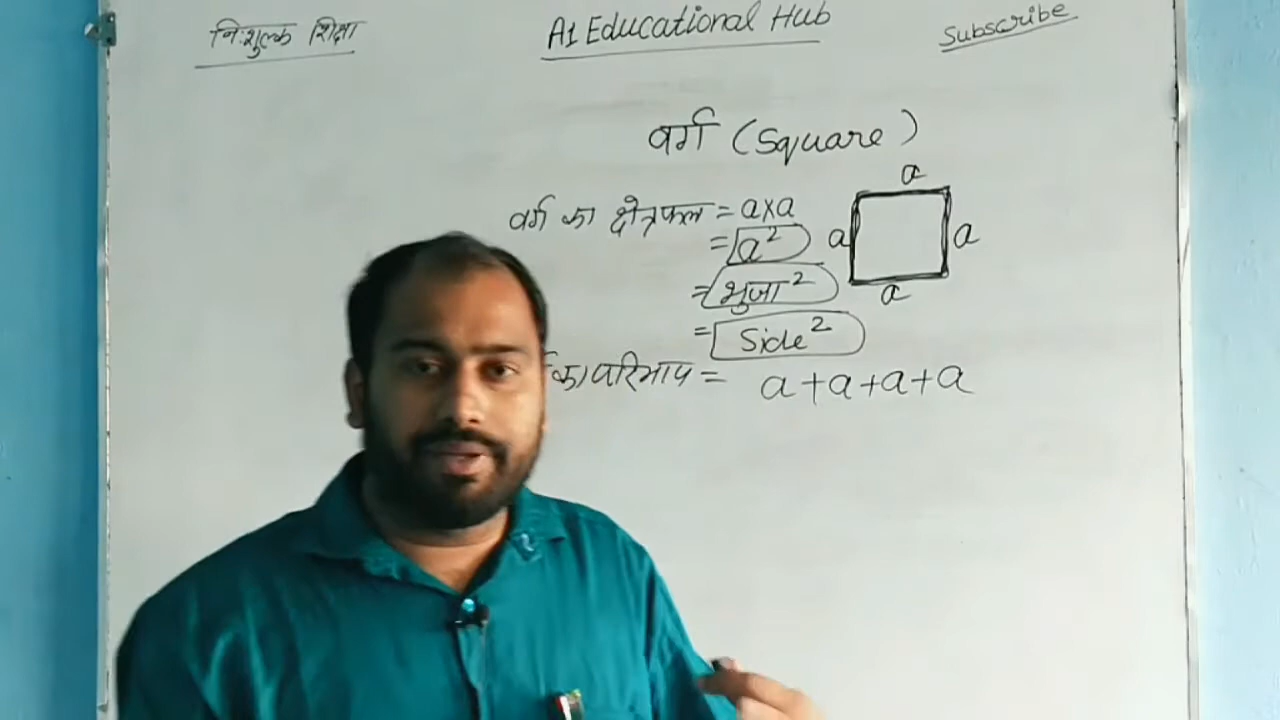 निःशुल्क शिक्षा
A1 Educational Hub
Subscribe
वर्ग (Square)
a
वर्ग का क्षेत्रफल = a×a
= a²
a
a
= भुजा²
a
= Side²
का परिमाप = a+a+a+a